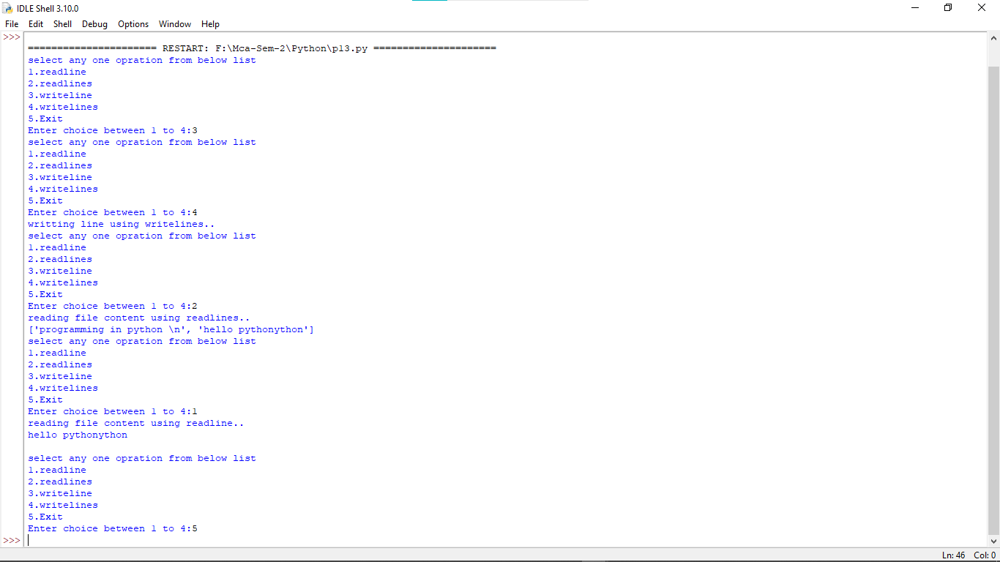 IDLE Shell 3.10.0
File Edit Shell Debug Options Window Help
>>>
====================== RESTART: F:\Mca-Sem-2\Python\p13.py =====================
select any one opration from below list
1.readline
2.readlines
3.writeline
4.writelines
5.Exit
Enter choice between 1 to 4:3
select any one opration from below list
1.readline
2.readlines
3.writeline
4.writelines
5.Exit
Enter choice between 1 to 4:4
writting line using writelines..
select any one opration from below list
1.readline
2.readlines
3.writeline
4.writelines
5.Exit
Enter choice between 1 to 4:2
reading file content using readlines..
['programming in python \n', 'hello pythonython']
select any one opration from below list
1.readline
2.readlines
3.writeline
4.writelines
5.Exit
Enter choice between 1 to 4:1
reading file content using readline..
hello pythonython
select any one opration from below list
1.readline
2.readlines
3.writeline
4.writelines
5.Exit
Enter choice between 1 to 4:5
>>>
Ln: 46 Col: 0